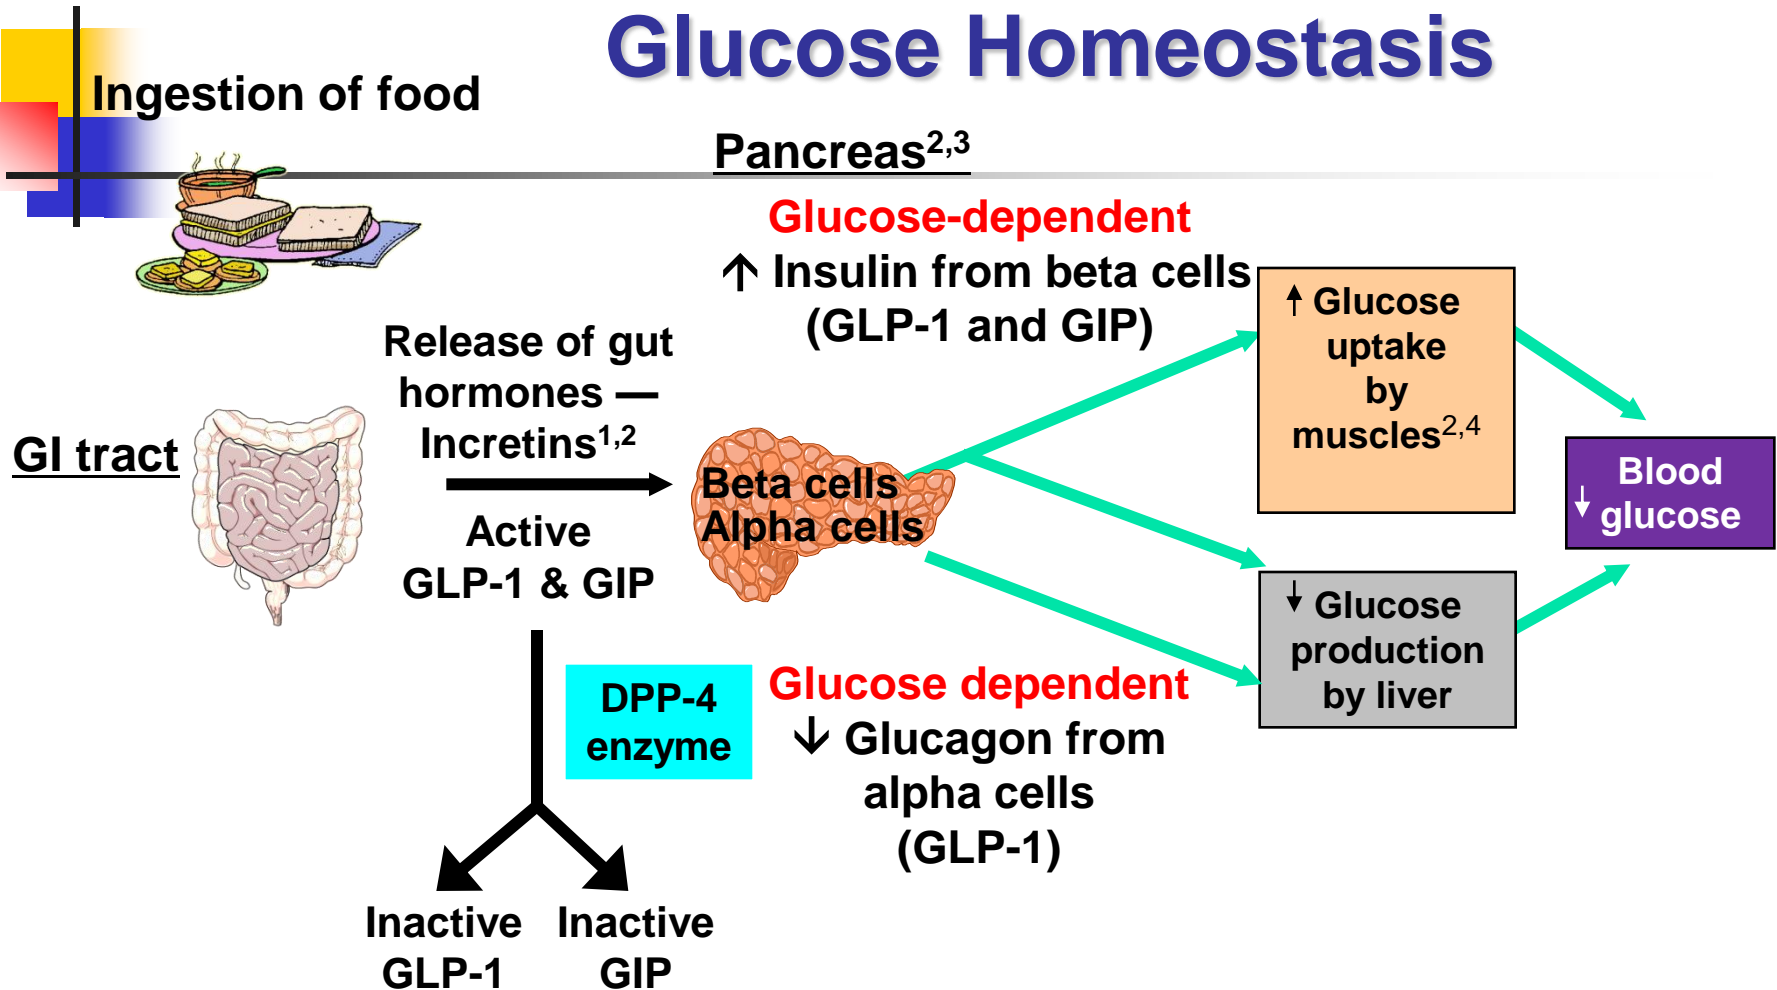 Glucose Homeostasis
Ingestion of food
Pancreas2,3
Glucose-dependent
↑ Insulin from beta cells
(GLP-1 and GIP)
Release of gut
hormones —
Incretins1,2
GI tract
Active
GLP-1 & GIP
Beta cells
Alpha cells
↑ Glucose
uptake
by
muscles2,4
Blood
↓ glucose
↓ Glucose
production
by liver
DPP-4
enzyme
Glucose dependent
↓ Glucagon from
alpha cells
(GLP-1)
Inactive
GLP-1
Inactive
GIP